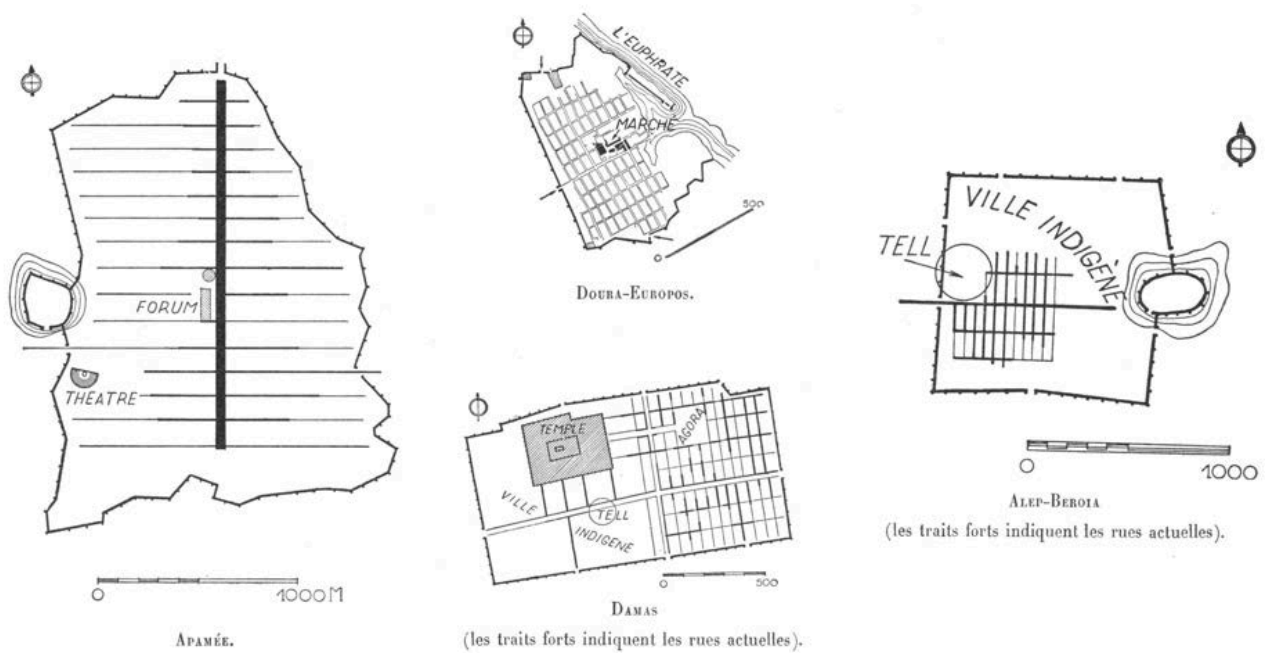 FORUM
THÉATRE
0 1000 M
APAMÉE.
L'EUPHRATE
MARCHÉ
0 500
DOURA-EUROPOS.
TEMPLE
AGORA
VILLE
TELL
INDIGÈNE
0 500
DAMAS
(les traits forts indiquent les rues actuelles).
VILLE INDIGÈNE
TELL
0 1000
ALEP-BEROIA
(les traits forts indiquent les rues actuelles).